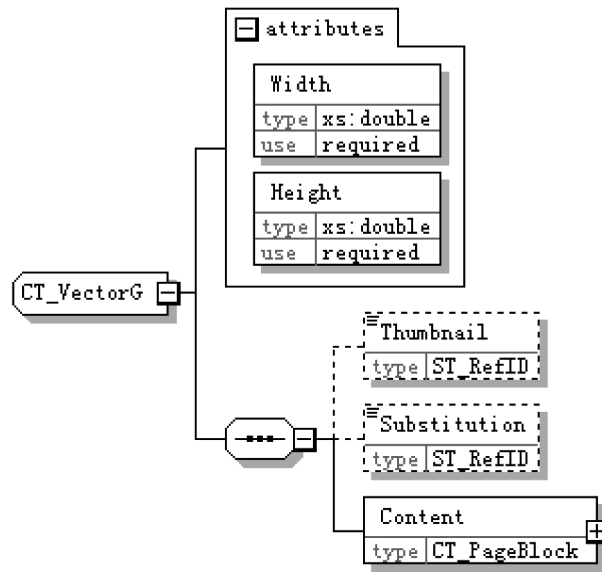 attributes
Width
type xs:double
use required
Height
type xs:double
use required
CT_VectorG
Thumbnail
type ST_RefID
Substitution
type ST_RefID
Content
type CT_PageBlock